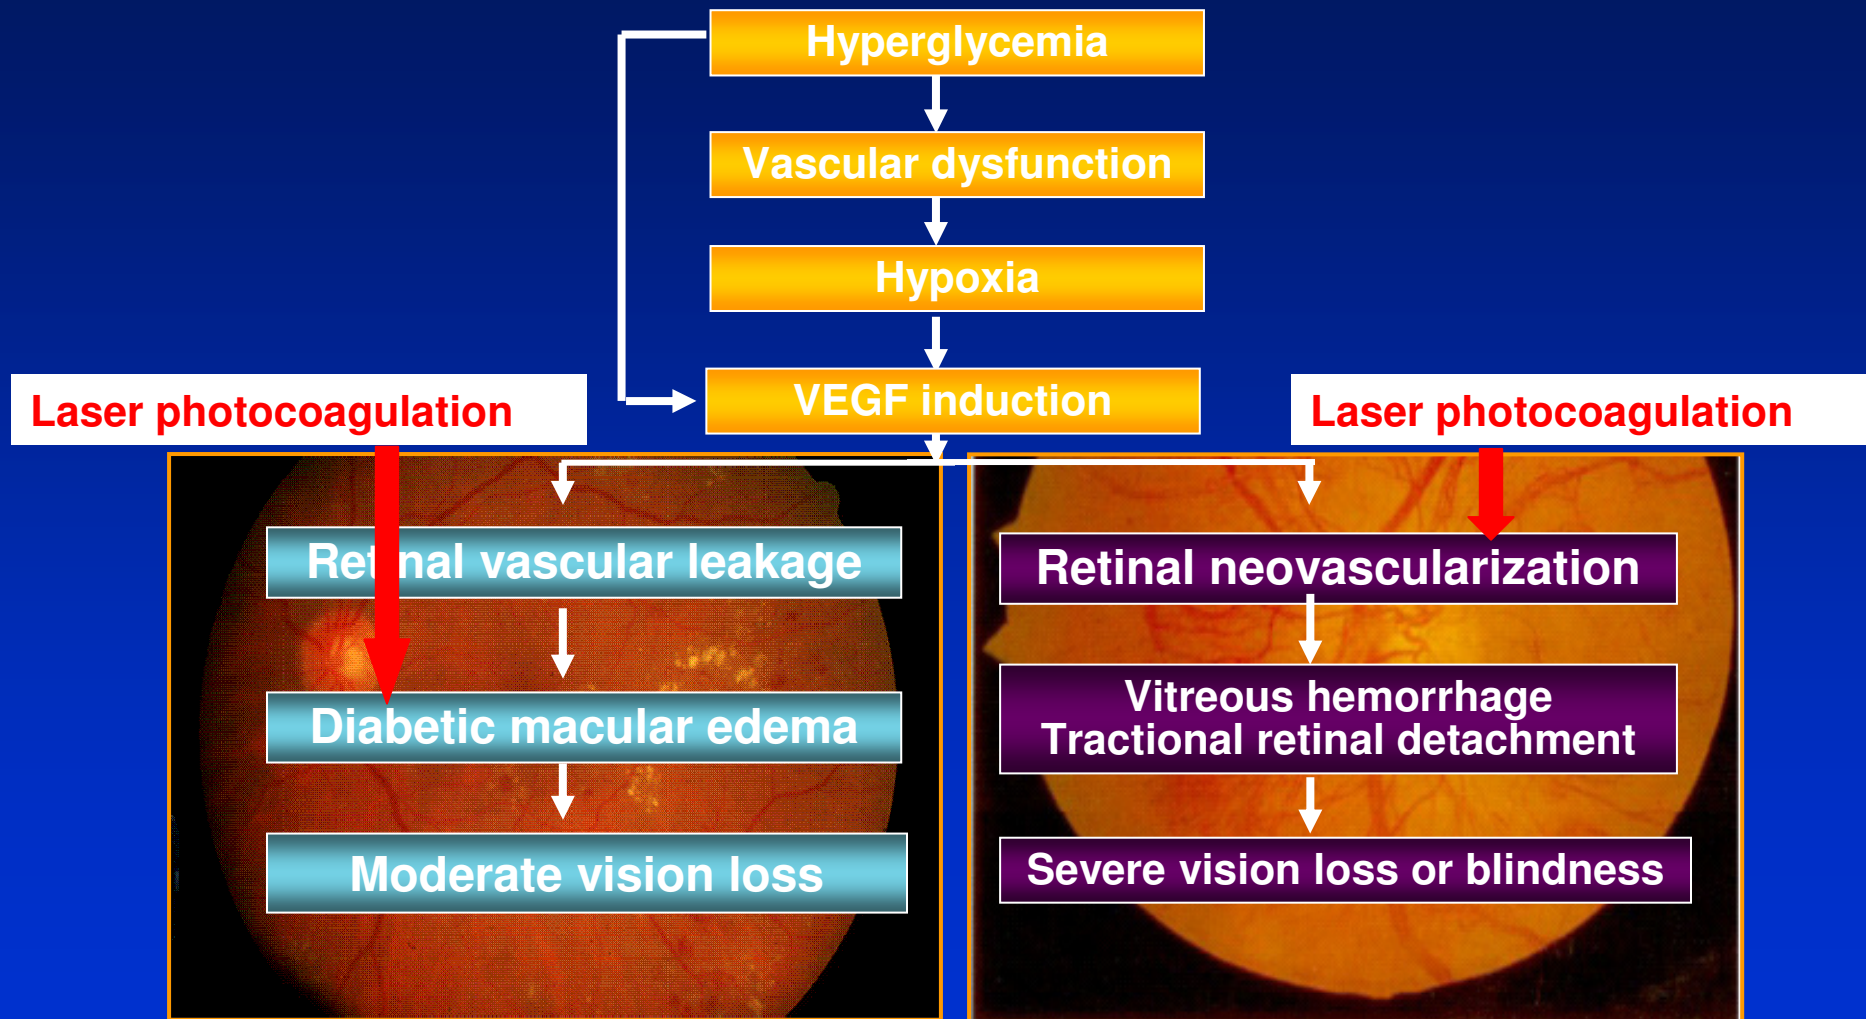 Hyperglycemia
Vascular dysfunction
Hypoxia
VEGF induction
Laser photocoagulation
Laser photocoagulation
Retinal vascular leakage
Diabetic macular edema
Moderate vision loss
Retinal neovascularization
Vitreous hemorrhage
Tractional retinal detachment
Severe vision loss or blindness